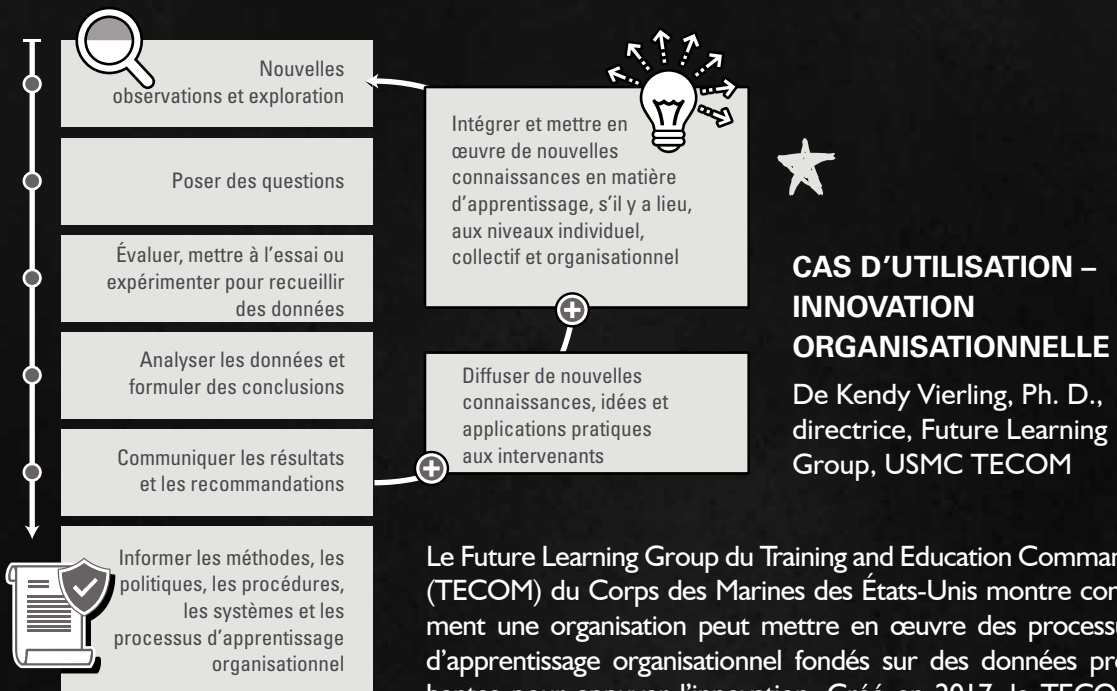 Nouvelles
observations et exploration
Poser des questions
Évaluer, mettre à l’essai ou
expérimenter pour recueillir
des données
Analyser les données et
formuler des conclusions
Communiquer les résultats
et les recommandations
Informer les méthodes, les
politiques, les procédures,
les systèmes et les
processus d’apprentissage
organisationnel
Diffuser de nouvelles
connaissances, idées et
applications pratiques
aux intervenants
Intégrer et mettre en
œuvre de nouvelles
connaissances en matière
d’apprentissage, s’il y a lieu,
aux niveaux individuel,
collectif et organisationnel
CAS D’UTILISATION –
INNOVATION
ORGANISATIONNELLE
De Kendy Vierling, Ph. D.,
directrice, Future Learning
Group, USMC TECOM
Le Future Learning Group du Training and Education
(TECOM) du Corps des Marines des États-Unis montre
ment une organisation peut mettre en œuvre des
d’apprentissage organisationnel fondés sur des données